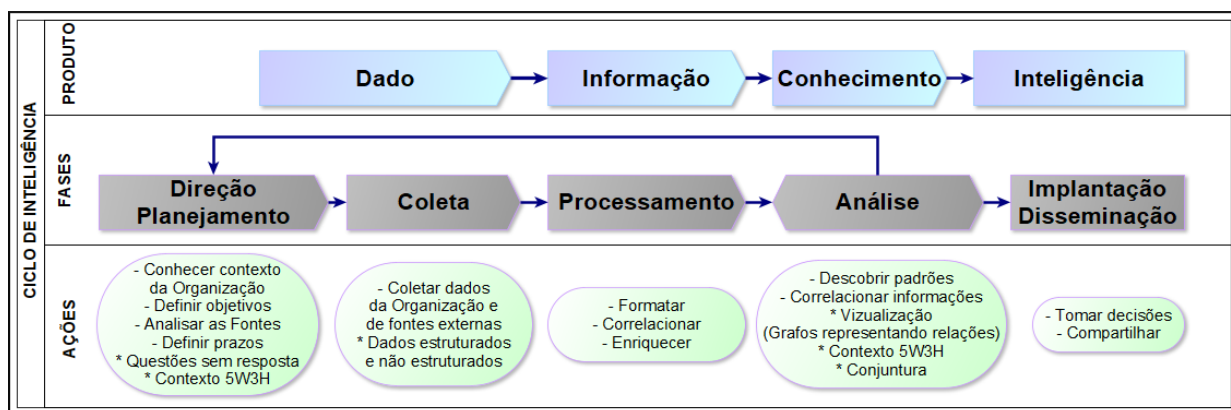 CICLO DE INTELIGÊNCIA
PRODUTO
Dado
Informação
Conhecimento
Inteligência
FASES
Direção
Planejamento
Coleta
Processamento
Análise
Implantação
Disseminação
AÇÕES
- Conhecer contexto
da Organização
- Definir objetivos
- Analisar as Fontes
- Definir prazos
* Questões sem resposta
* Contexto 5W3H
- Coletar dados
da Organização e
de fontes externas
* Dados estruturados
e não estruturados
- Formatar
- Correlacionar
- Enriquecer
- Descobrir padrões
- Correlacionar informações
* Vizualização
(Grafos representando relações)
* Contexto 5W3H
* Conjuntura
- Tomar decisões
- Compartilhar